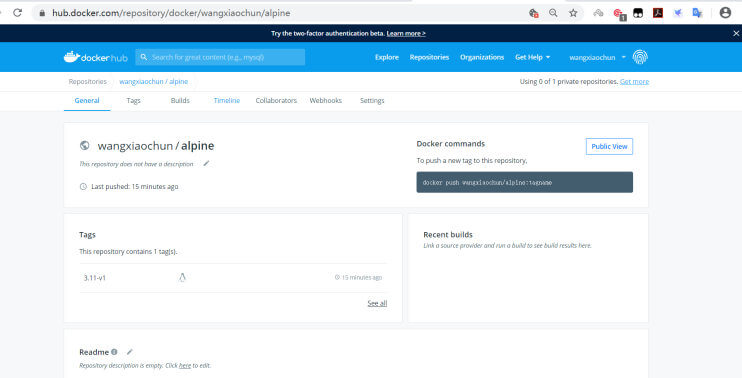 hub.docker.com/repository/docker/wangxiaochun/alpine
1
Try the two-factor authentication beta. Learn more >
docker hub
Search for great content (e.g., mysql)
Explore Repositories Organizations Get Help wangxiaochun
Repositories wangxiaochun / alpine
Using 0 of 1 private repositories. Get more
General Tags Builds Timeline Collaborators Webhooks Settings
wangxiaochun / alpine
This repository does not have a description
Last pushed: 15 minutes ago
Docker commands
Public View
To push a new tag to this repository,
docker push wangxiaochun/alpine:tagname
Tags
This repository contains 1 tag(s).
3.11-v1
15 minutes ago
See all
Recent builds
Link a source provider and run a build to see build results here.
Readme
Repository description is empty. Click here to edit.